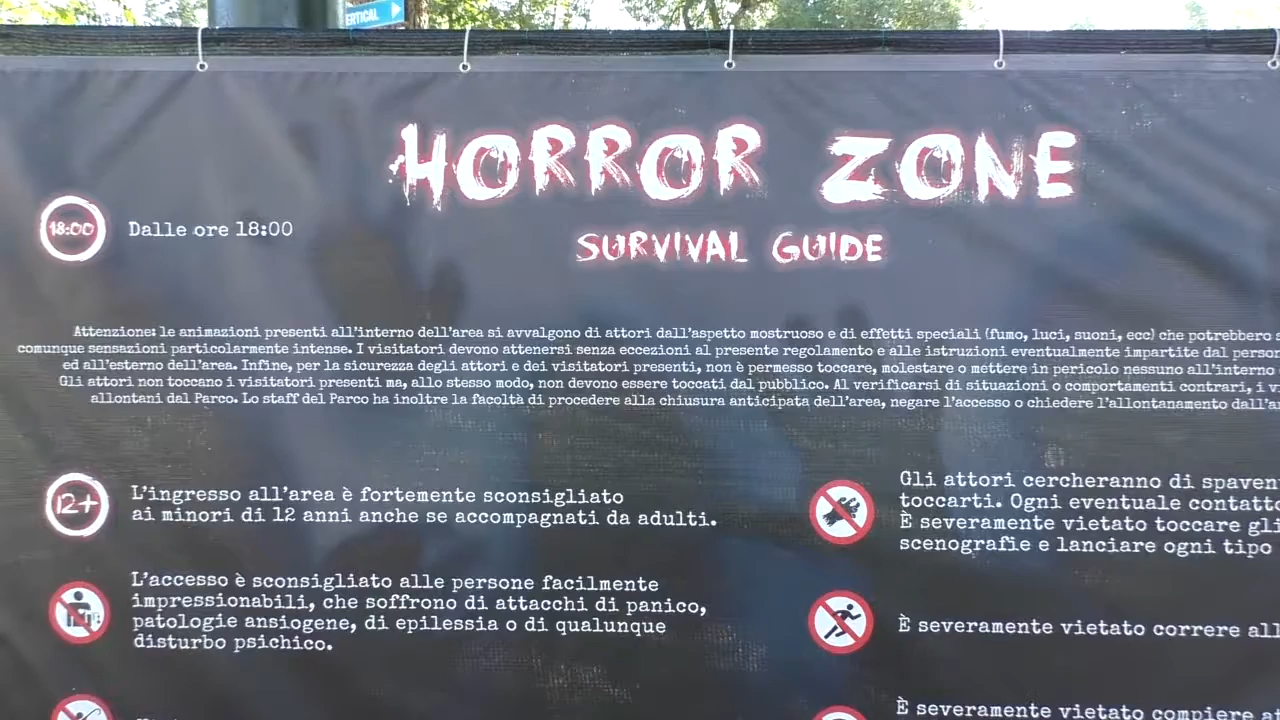 ERTICAL
HORROR ZONE
SURVIVAL GUIDE
18:00
Dalle ore 18:00
Attenzione: le animazioni presenti all'interno dell'area si avvalgono di attori dall'aspetto mostruoso e di effetti speciali (fumo, luci, suoni, ecc) che potrebbero
comunque sensazioni particolarmente intense. I visitatori devono attenersi senza eccezioni al presente regolamento e alle istruzioni eventualmente impartite dal person
ed all'esterno dell'area. Infine, per la sicurezza degli attori e dei visitatori presenti, non è permesso toccare, molestare o mettere in pericolo nessuno all'interno
Gli attori non toccano i visitatori presenti ma, allo stesso modo, non devono essere toccati dal pubblico. Al verificarsi di situazioni o comportamenti contrari, i v
allontani dal Parco. Lo staff del Parco ha inoltre la facoltà di procedere alla chiusura anticipata dell'area, negare l'accesso o chiedere l'allontanamento dall'ar
12+
L'ingresso all'area è fortemente sconsigliato
ai minori di 12 anni anche se accompagnati da adulti.
L'accesso è sconsigliato alle persone facilmente
impressionabili, che soffrono di attacchi di panico,
patologie ansiogene, di epilessia o di qualunque
disturbo psichico.
Gli attori cercheranno di spaven
toccarti. Ogni eventuale contatto
È severamente vietato toccare gli
scenografie e lanciare ogni tipo
È severamente vietato correre all
È severamente vietato compiere at